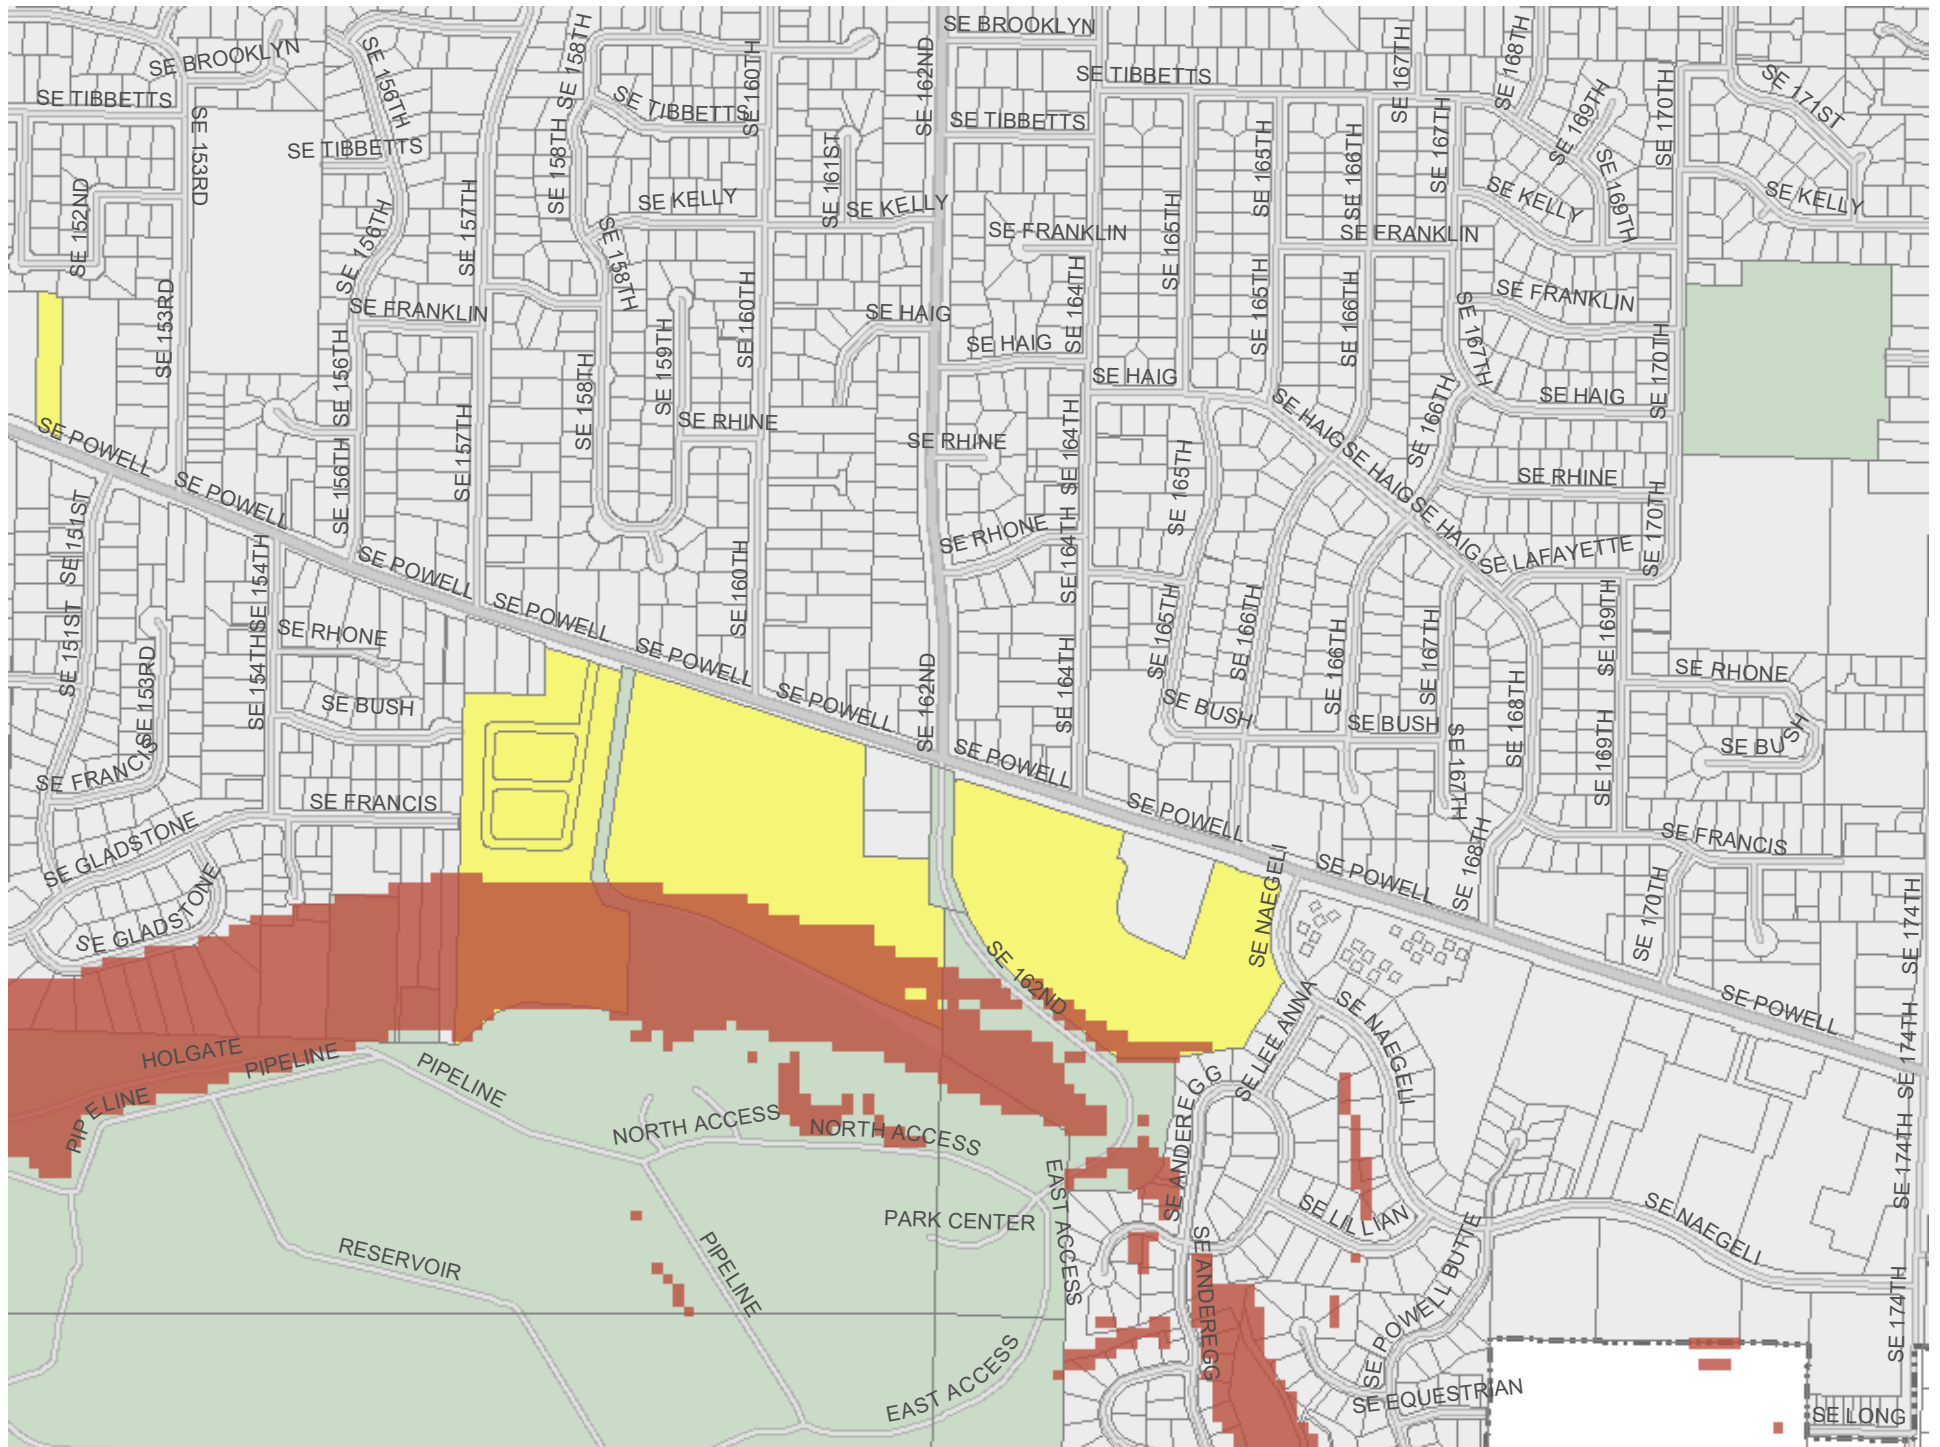 SE BROOKLYN
SE BROOKLYN
SE 156TH
SE 158TH
SE 158TH
SE 160TH
SE 162ND
SE 167TH
SE 168TH
SE TIBBETTS
SE TIBBETTS
SE TIBBETTS
SE TIBBETTS
SE TIBBETTS
SE 153RD
SE 157TH
SE 161ST
SE 165TH
SE 166TH
SE 167TH
SE 169TH
SE 169TH
SE 170TH
SE 171ST
SE 152ND
SE 156TH
SE KELLY
SE KELLY
SE KELLY
SE KELLY
SE 158TH
SE FRANKLIN
SE FRANKLIN
SE 165TH
SE 153RD
SE FRANKLIN
SE FRANKLIN
SE 160TH
SE 164TH
SE 165TH
SE 166TH
SE 167TH
SE 170TH
SE HAIG
SE HAIG
SE HAIG
SE HAIG
SE 156TH
SE 158TH
SE 159TH
SE POWELL
SE POWELL
SE POWELL
SE POWELL
SE POWELL
SE POWELL
SE POWELL
SE POWELL
SE POWELL
SE POWELL
SE 156TH
SE 157TH
SE RHINE
SE RHINE
SE RHINE
SE 164TH
SE 165TH
SE HAIG
SE HAIG
SE HAIG
SE 166TH
SE 170TH
SE 151ST
SE 151ST
SE 154TH
SE 154TH
SE 153RD
SE RHONE
SE RHONE
SE RHONE
SE 160TH
SE 162ND
SE 164TH
SE 164TH
SE 165TH
SE 166TH
SE 166TH
SE 167TH
SE 168TH
SE 169TH
SE 169TH
SE LAFAYETTE
SE BUSH
SE BUSH
SE BUSH
SE BUSH
SE 167TH
SE 168TH
SE FRANCIS
SE FRANCIS
SE FRANCIS
SE GLADSTONE
SE GLADSTONE
SE 170TH
SE 174TH
SE NAEGELI
SE 162ND
SE LEE ANNA
SE NAEGELI
SE POWELL
HOLGATE
PIPELINE
PIPELINE
PIPELINE
SE 174TH
SE 174TH
NORTH ACCESS
NORTH ACCESS
SE ANDEREGG
EAST ACCESS
PARK CENTER
SE LILLIAN
SE NAEGELI
RESERVOIR
PIPELINE
SE ANDEREGG
SE POWELL BUTTE
SE 174TH
EAST ACCESS
SE EQUESTRIAN
SE LONG